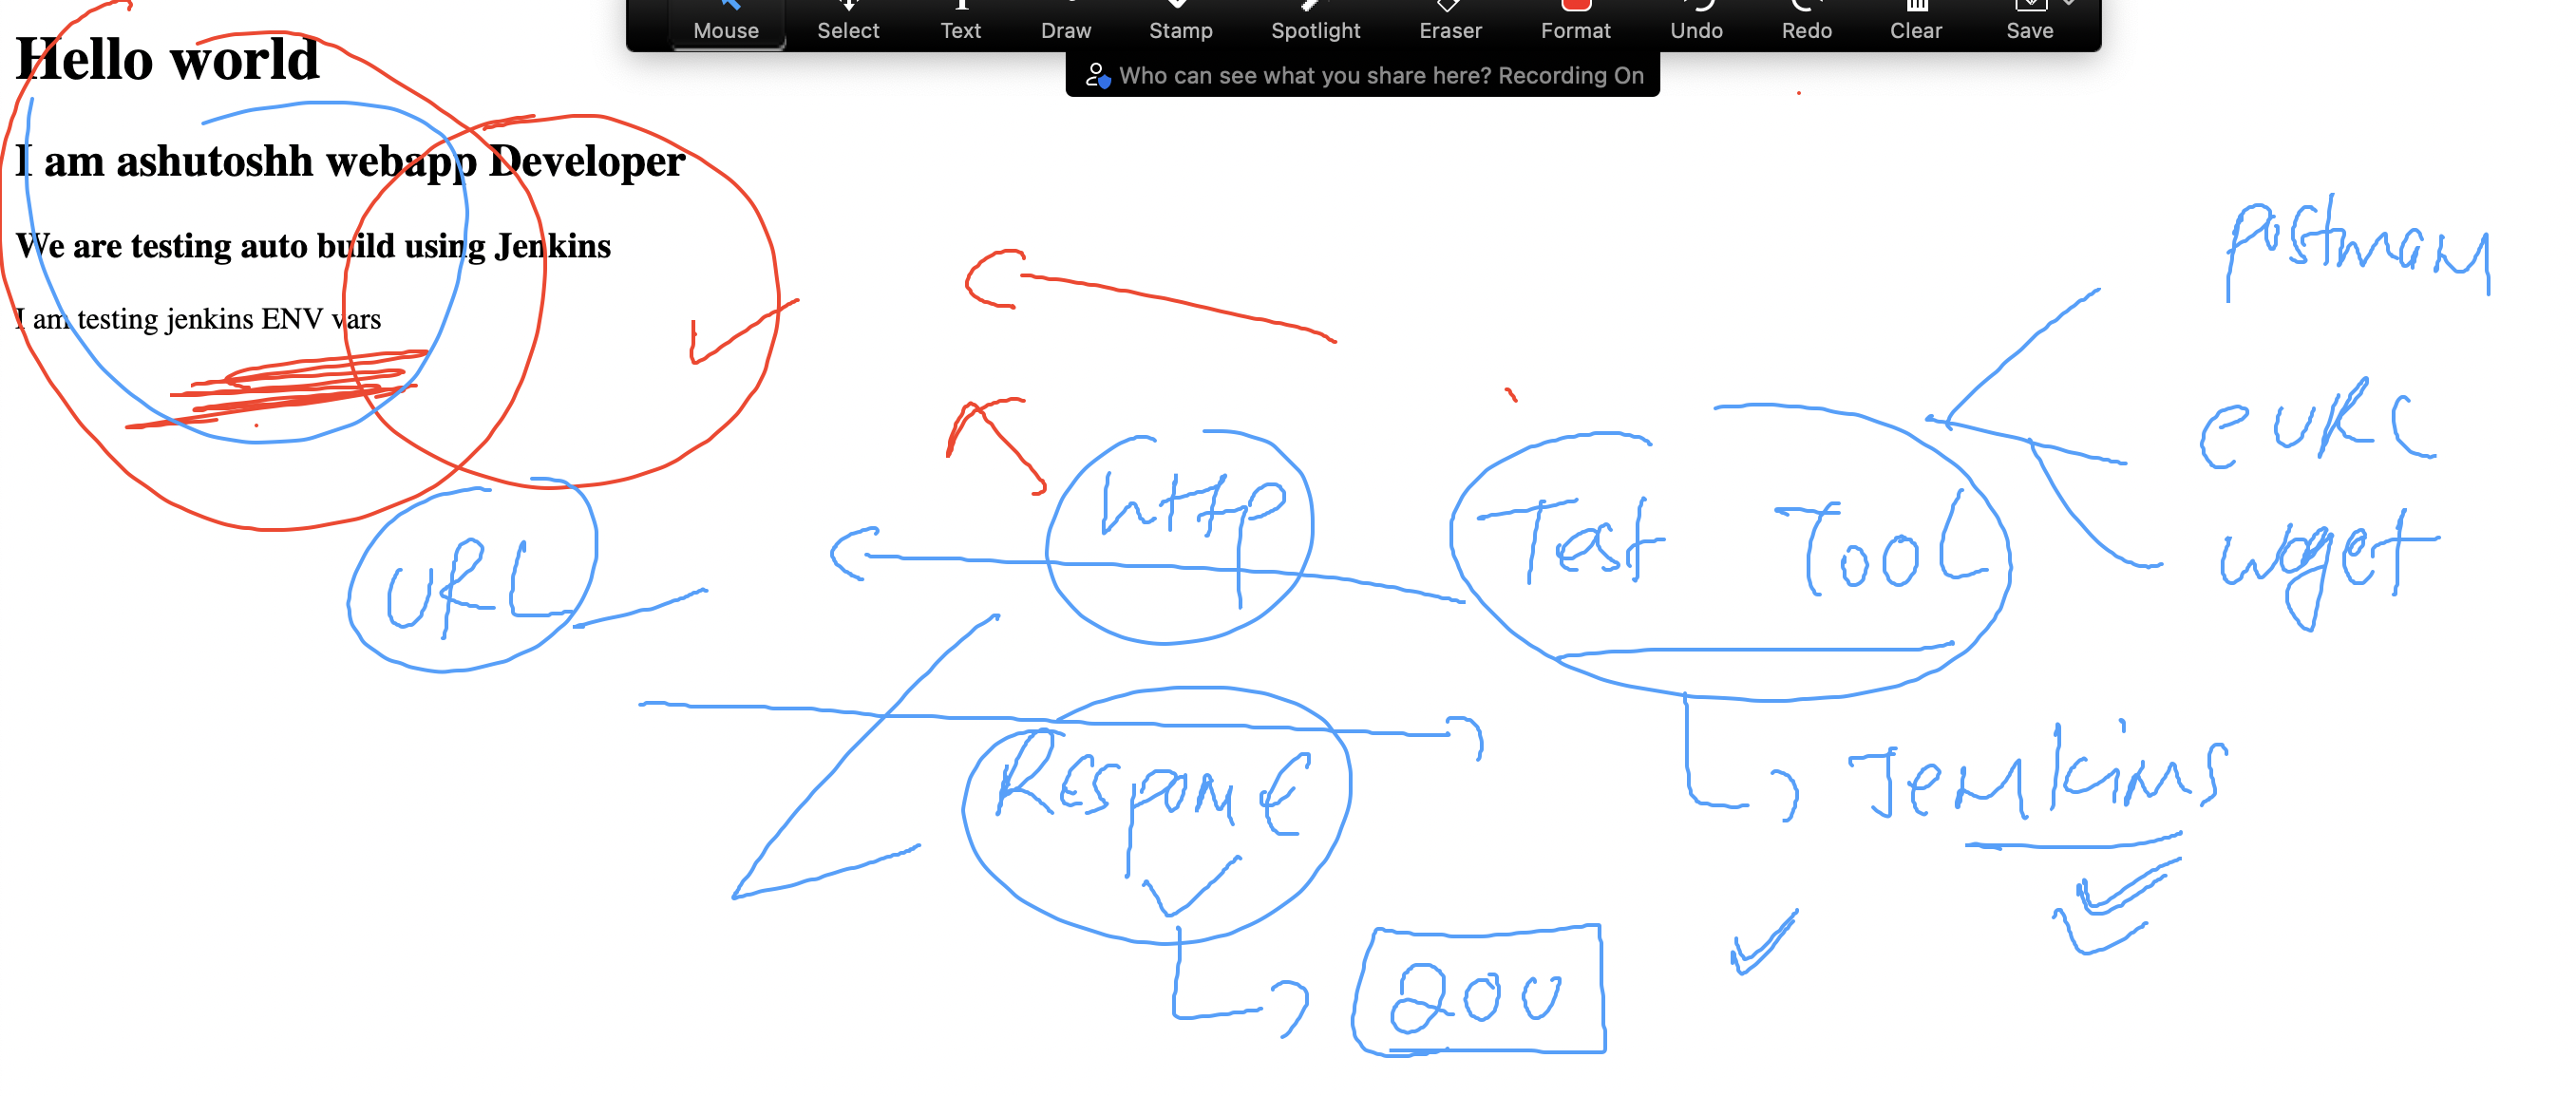 Mouse Select Text Draw Stamp Spotlight Eraser Format Undo Redo Clear Save
Who can see what you share here? Recording On
Hello world
I am ashutoshh webapp Developer
We are testing auto build using Jenkins
I am testing jenkins ENV vars
postman
curl
wget
http
Test Tool
URL
Response
Jenkins
200